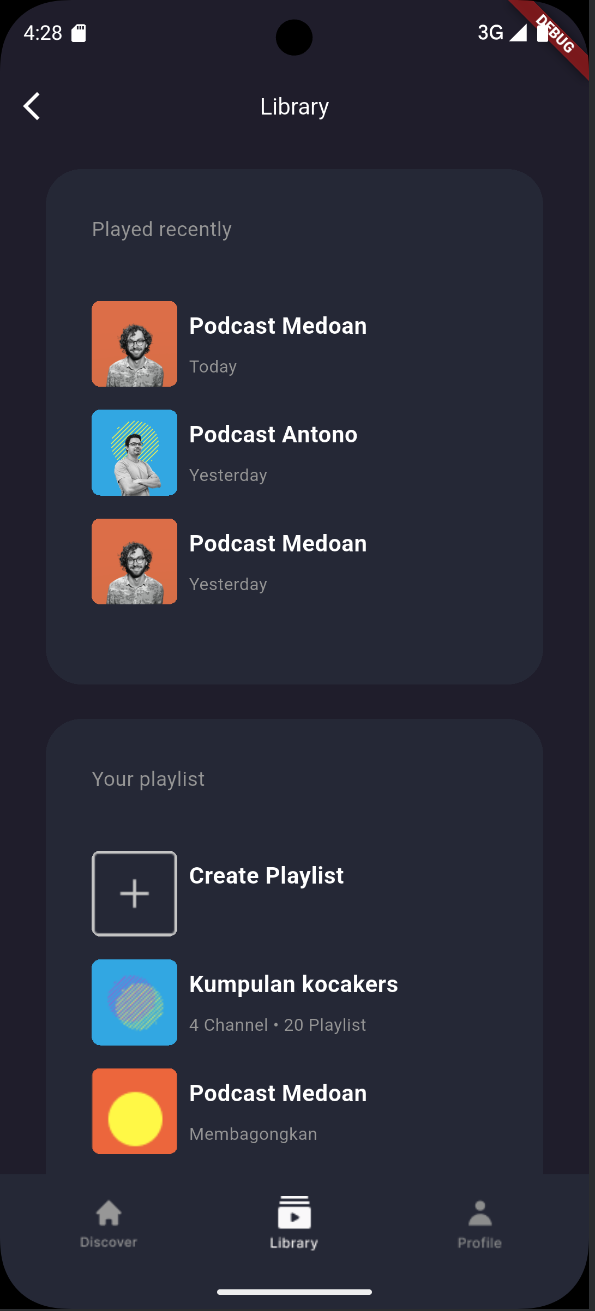 4:28
3G
DEBUG
Library
Played recently
Podcast Medoan
Today
Podcast Antono
Yesterday
Podcast Medoan
Yesterday
Your playlist
Create Playlist
Kumpulan kocakers
4 Channel • 20 Playlist
Podcast Medoan
Membagongkan
Discover
Library
Profile